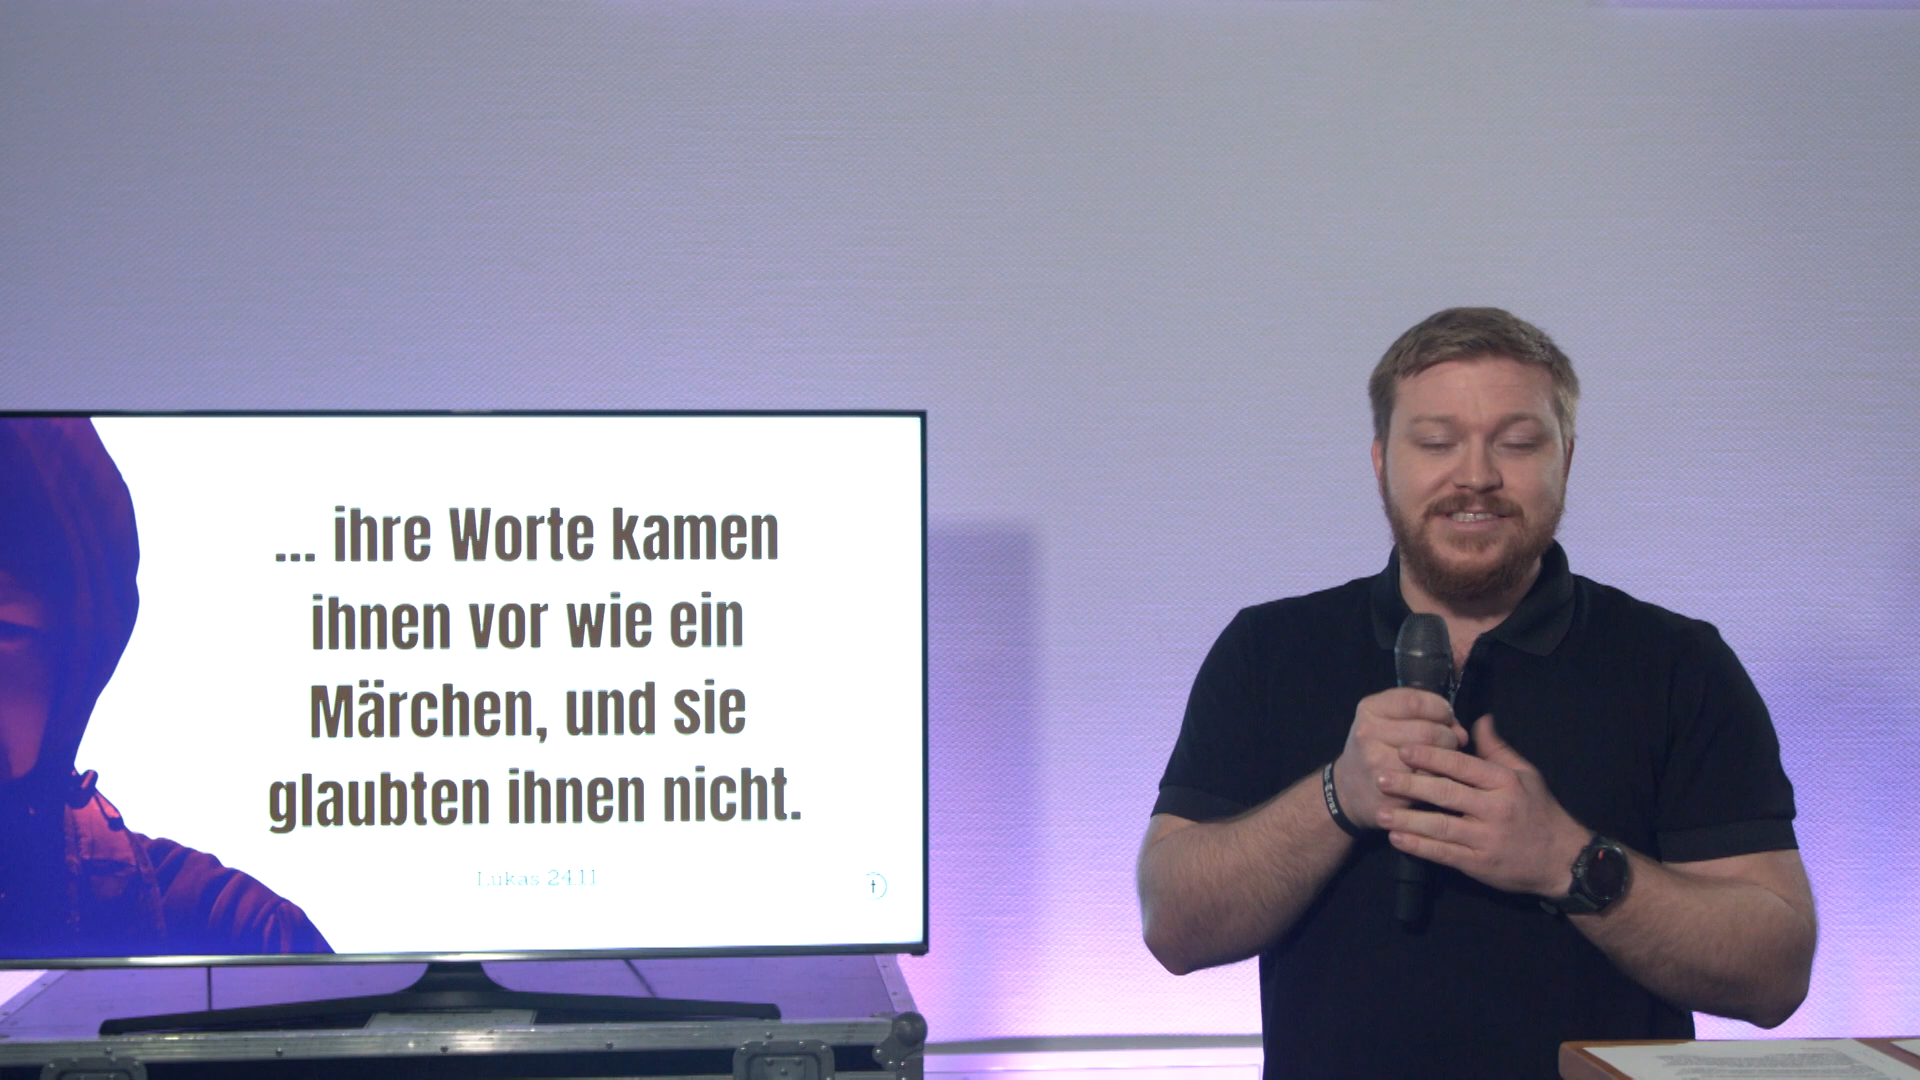 ... ihre Worte kamen
ihnen vor wie ein
Märchen, und sie
glaubten ihnen nicht.
Lukas 24.11